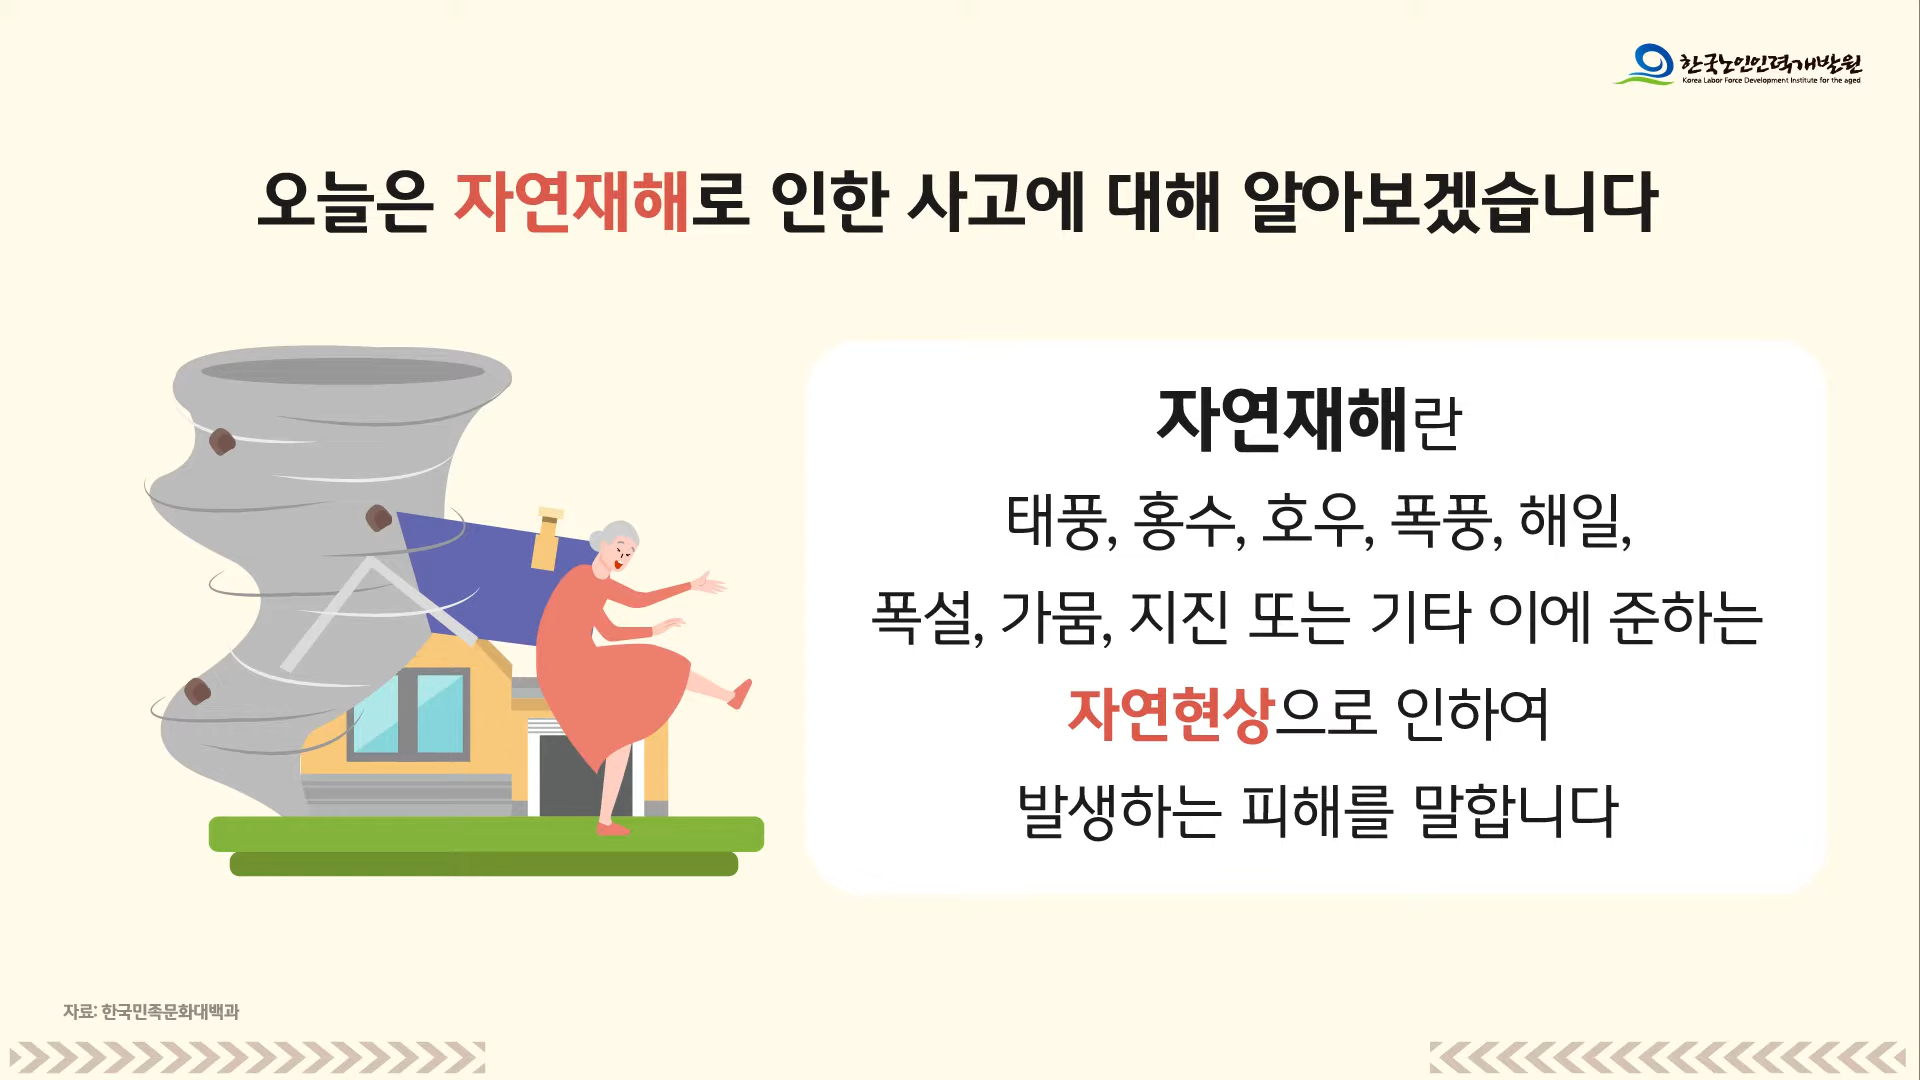 한국노인인력개발원
Korea Labor Force Development Institute for the aged
오늘은 자연재해로 인한 사고에 대해 알아보겠습니다
자연재해란
태풍, 홍수, 호우, 폭풍, 해일,
폭설, 가뭄, 지진 또는 기타 이에 준하는
자연현상으로 인하여
발생하는 피해를 말합니다
자료: 한국민족문화대백과